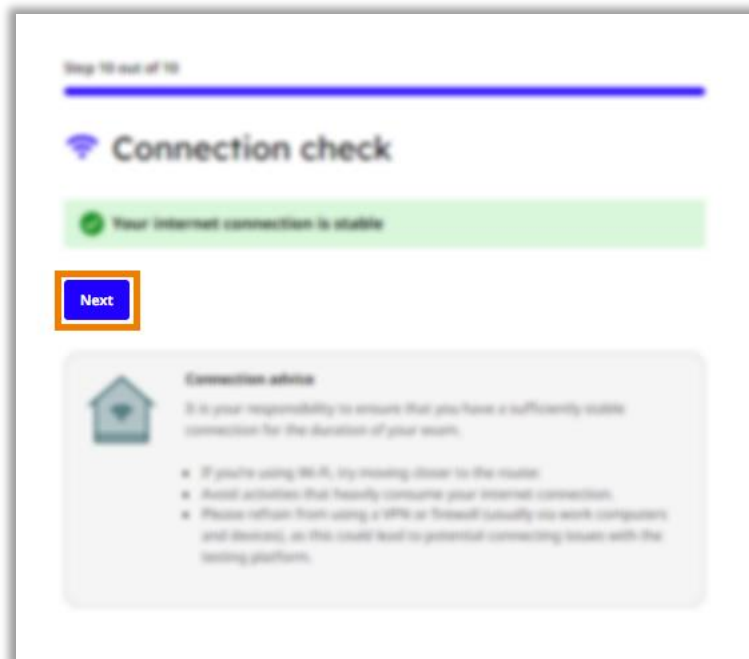 Step 10 out of 10
Connection check
Your internet connection is stable
Next
Connection advice
It is your responsibility to ensure that you have a sufficiently stable
connection for the duration of your exam.
If you're using Wi-Fi, try moving closer to the router.
Avoid activities that heavily consume your internet connection.
Please refrain from using a VPN or firewall (usually via work computers
and devices), as this could lead to potential connecting issues with the
testing platform.